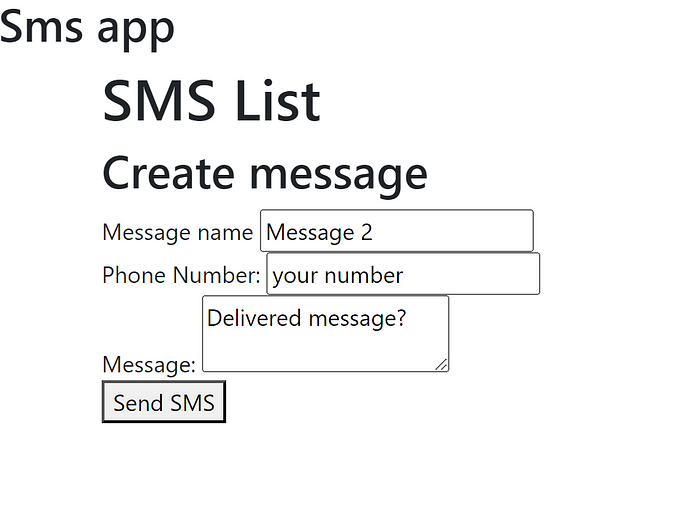 Sms app
SMS List
Create message
Message name Message 2
Phone Number: your number
Delivered message?
Message:
Send SMS